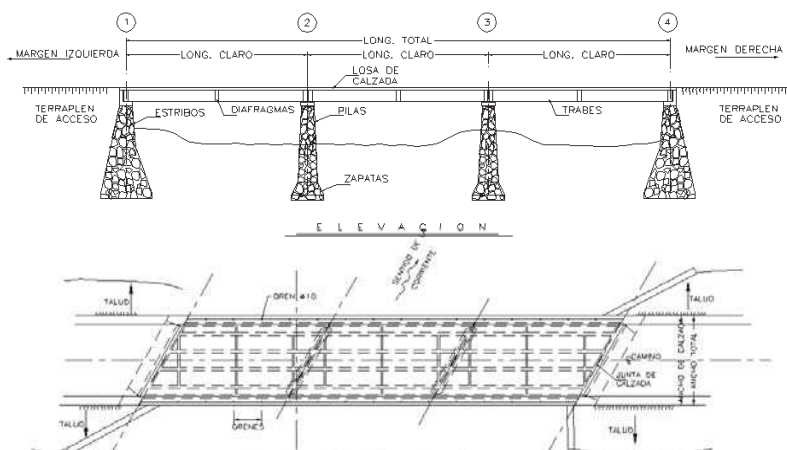 1 2 3 4
LONG. TOTAL
MARGEN IZQUIERDA
MARGEN DERECHA
LONG. CLARO LONG. CLARO LONG. CLARO
LOSA DE
CALZADA
TERRAPLEN
DE ACCESO
ESTRIBOS
DIAFRAGMAS
PILAS
TRABES
TERRAPLEN
DE ACCESO
ZAPATAS
ELEVACION
SENTIDO DE
CORRIENTE
TALUD
DREN
TALUD
CAMINO
JUNTA DE
CALZADA
ANCHO DE CALZADA
ANCHO TOTAL
TALUD
DRENES
TALUD